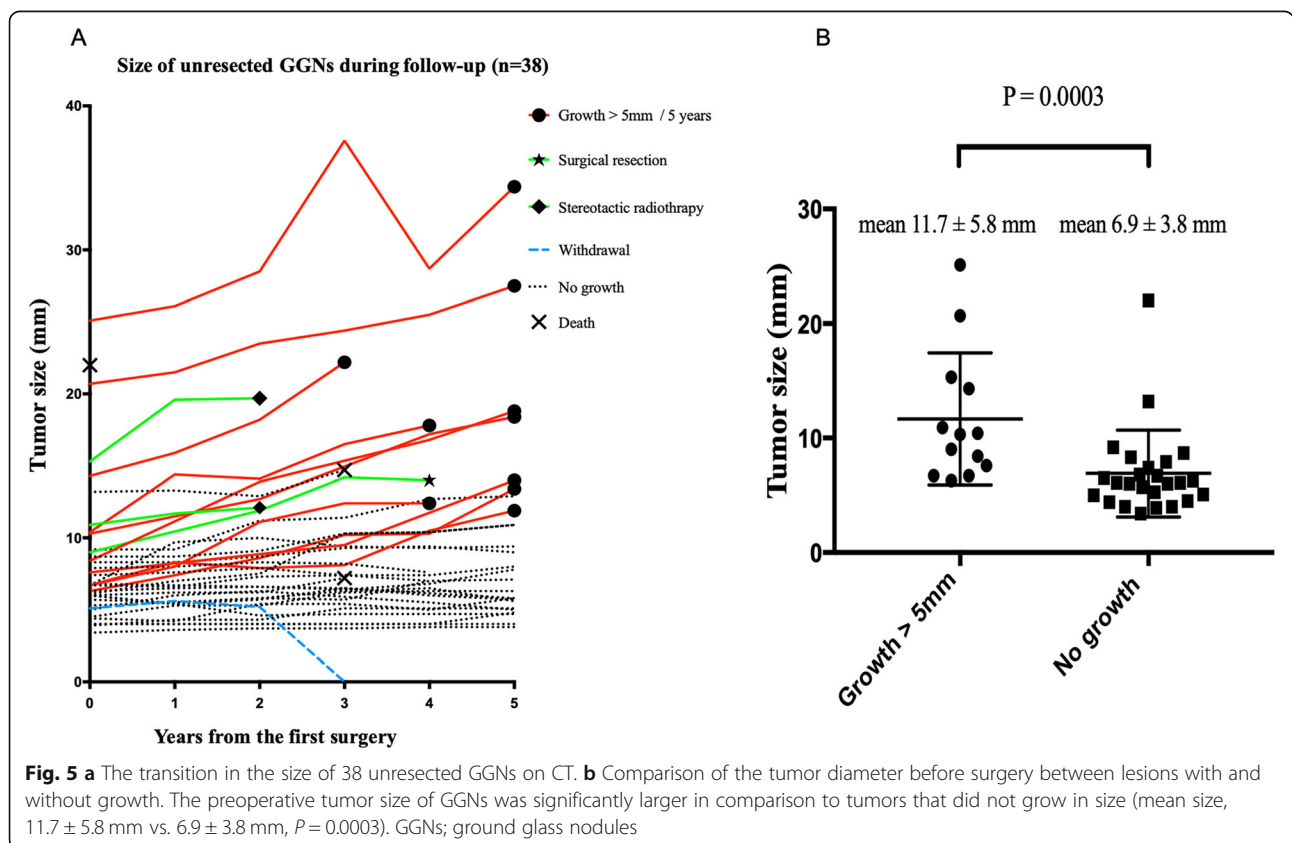 A
Size of unresected GGNs during follow-up (n=38)
40
30
20
10
0
Tumor size (mm)
0 1 2 3 4 5
Years from the first surgery
Growth > 5mm / 5 years
Surgical resection
Stereotactic radiothrapy
Withdrawal
No growth
Death
B
P = 0.0003
30
20
10
0
Tumor size (mm)
mean 11.7 ± 5.8 mm mean 6.9 ± 3.8 mm
Growth > 5mm
No growth
Fig. 5 a The transition in the size of 38 unresected GGNs on CT. b Comparison of the tumor diameter before surgery between lesions with and
without growth. The preoperative tumor size of GGNs was significantly larger in comparison to tumors that did not grow in size (mean size,
11.7 ± 5.8 mm vs. 6.9 ± 3.8 mm, P = 0.0003). GGNs; ground glass nodules